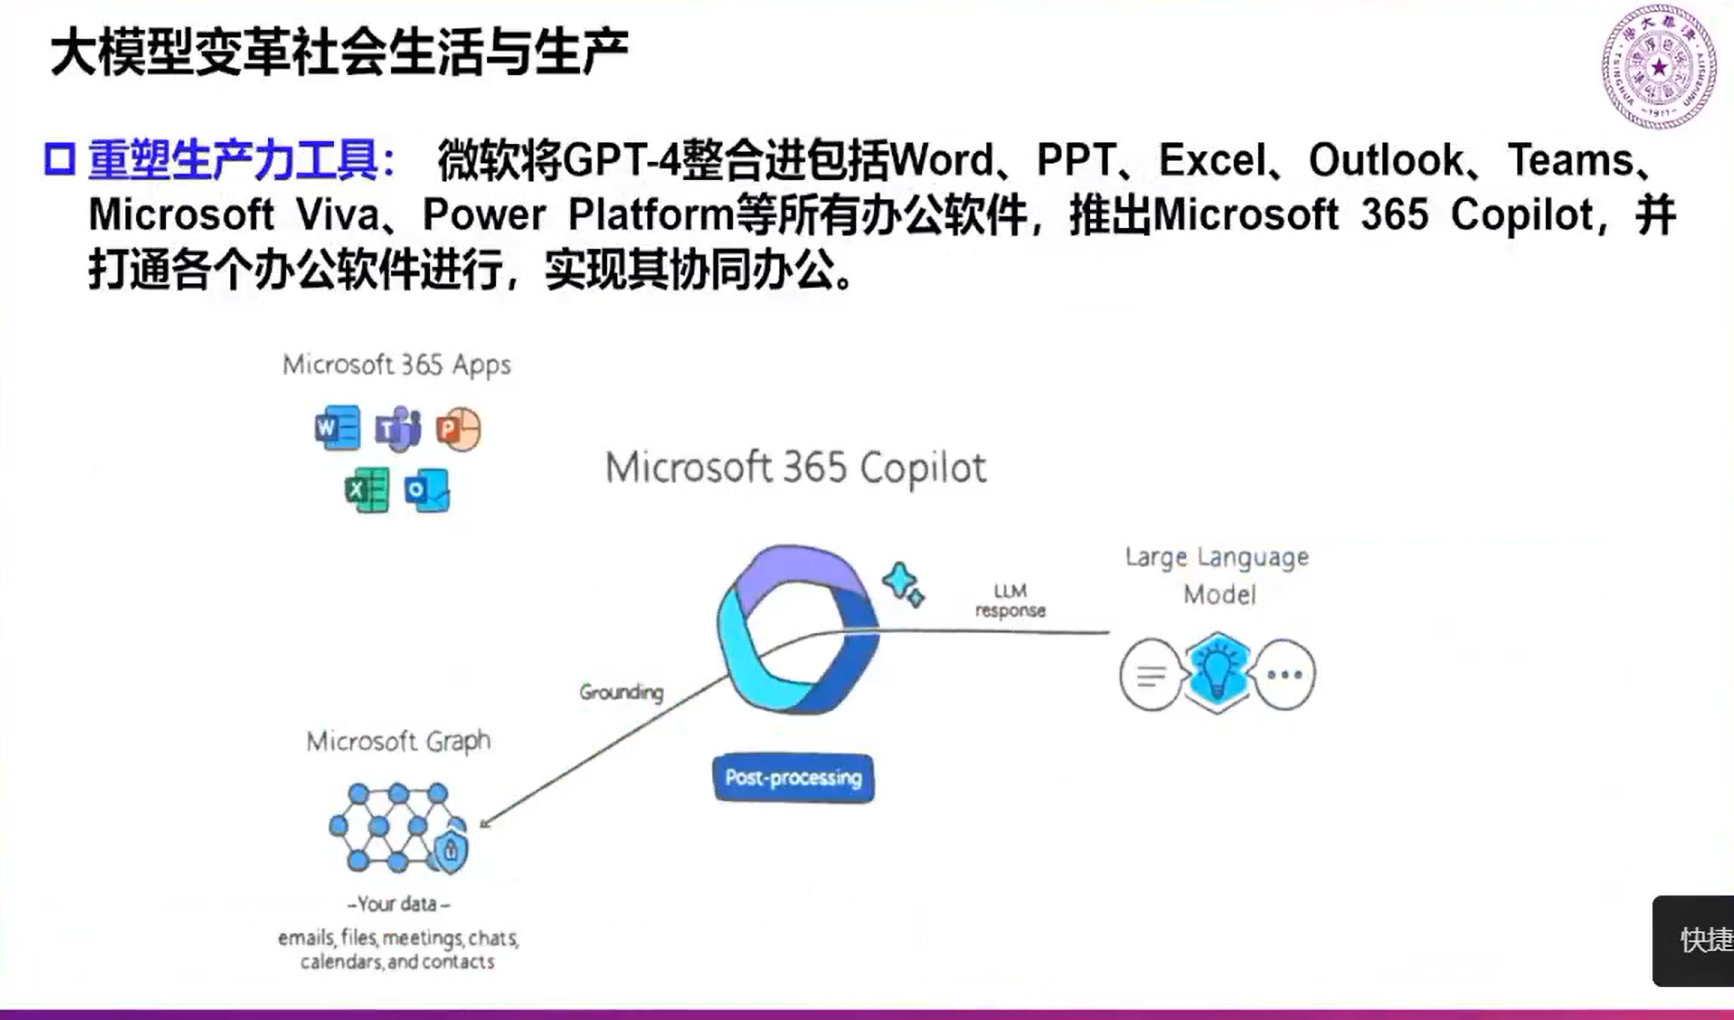 大模型变革社会生活与生产
重塑生产力工具： 微软将GPT-4整合进包括Word、PPT、Excel、Outlook、Teams、
Microsoft Viva、Power Platform等所有办公软件，推出Microsoft 365 Copilot，并
打通各个办公软件进行，实现其协同办公。
Microsoft 365 Apps
W
T
P
X
O
Microsoft 365 Copilot
Large Language
Model
LLM
response
Grounding
Microsoft Graph
Post-processing
-Your data-
emails, files, meetings, chats,
calendars, and contacts
快捷
TSINGHUA UNIVERSITY
-1911-